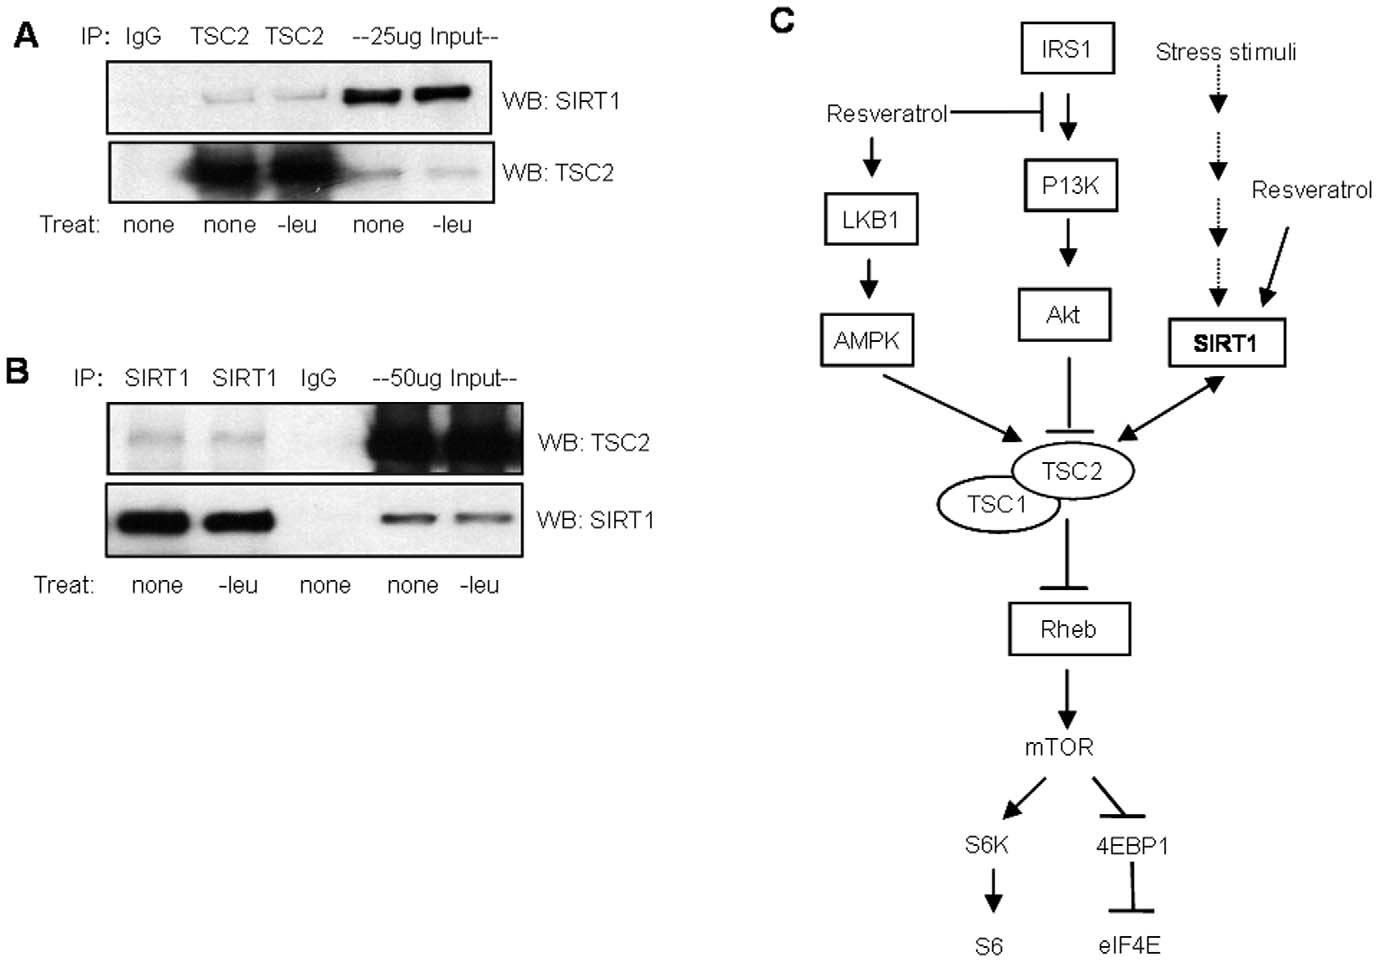 A
IP: IgG TSC2 TSC2 --25ug Input--
WB: SIRT1
WB: TSC2
Treat: none none -leu none -leu
B
IP: SIRT1 SIRT1 IgG --50ug Input--
WB: TSC2
WB: SIRT1
Treat: none -leu none none -leu
C
IRS1
Stress stimuli
Resveratrol
P13K
Resveratrol
LKB1
Akt
AMPK
SIRT1
TSC2
TSC1
Rheb
mTOR
S6K
4EBP1
S6
eIF4E